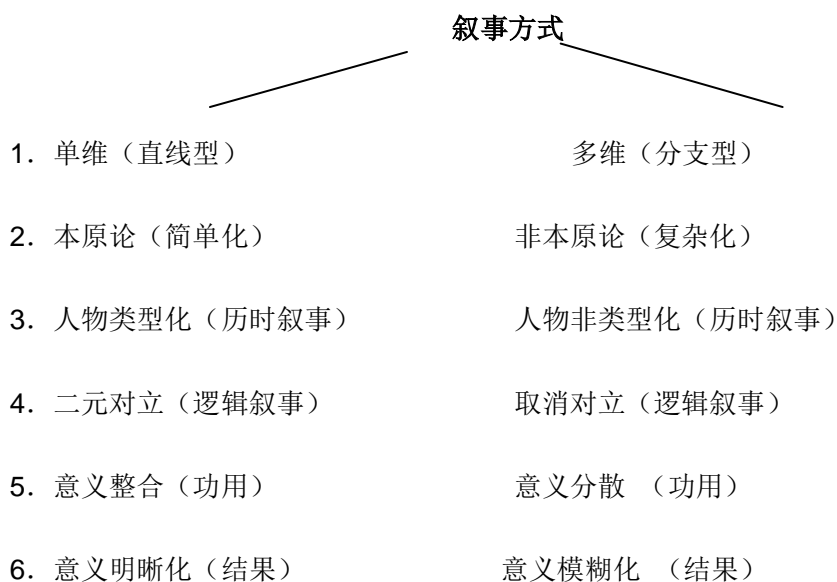 叙事方式
1．单维（直线型） 多维（分支型）
2．本原论（简单化） 非本原论（复杂化）
3．人物类型化（历时叙事） 人物非类型化（历时叙事）
4．二元对立（逻辑叙事） 取消对立（逻辑叙事）
5．意义整合（功用） 意义分散 （功用）
6．意义明晰化（结果） 意义模糊化 （结果）